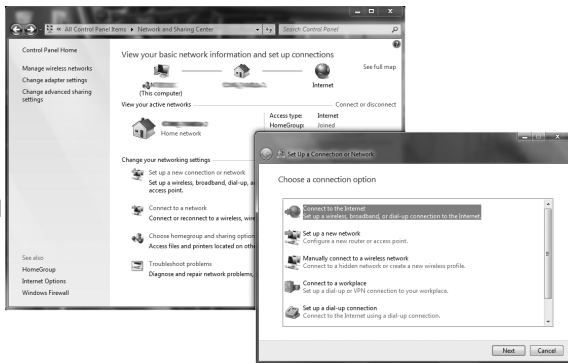 « All Control Panel Items ▸ Network and Sharing Center
Search Control Panel
Control Panel Home
Manage wireless networks
Change adapter settings
Change advanced sharing
settings
See also
HomeGroup
Internet Options
Windows Firewall
View your basic network information and set up connections
See full map
(This computer)
Internet
View your active networks
Connect or disconnect
Home network
Access type: Internet
HomeGroup: Joined
Change your networking settings
Set up a new connection or network
Set up a wireless, broadband, dial-up,
access point.
Connect to a network
Connect or reconnect to a wireless,
Choose homegroup and sharing
Access files and printers located on
Troubleshoot problems
Diagnose and repair network problems,
Set Up a Connection or Network
Choose a connection option
Connect to the Internet
Set up a wireless, broadband, or dial-up connection to the Internet.
Set up a new network
Configure a new router or access point.
Manually connect to a wireless network
Connect to a hidden network or create a new wireless profile.
Connect to a workplace
Set up a dial-up or VPN connection to your workplace.
Set up a dial-up connection
Connect to the Internet using a dial-up connection.
Next
Cancel